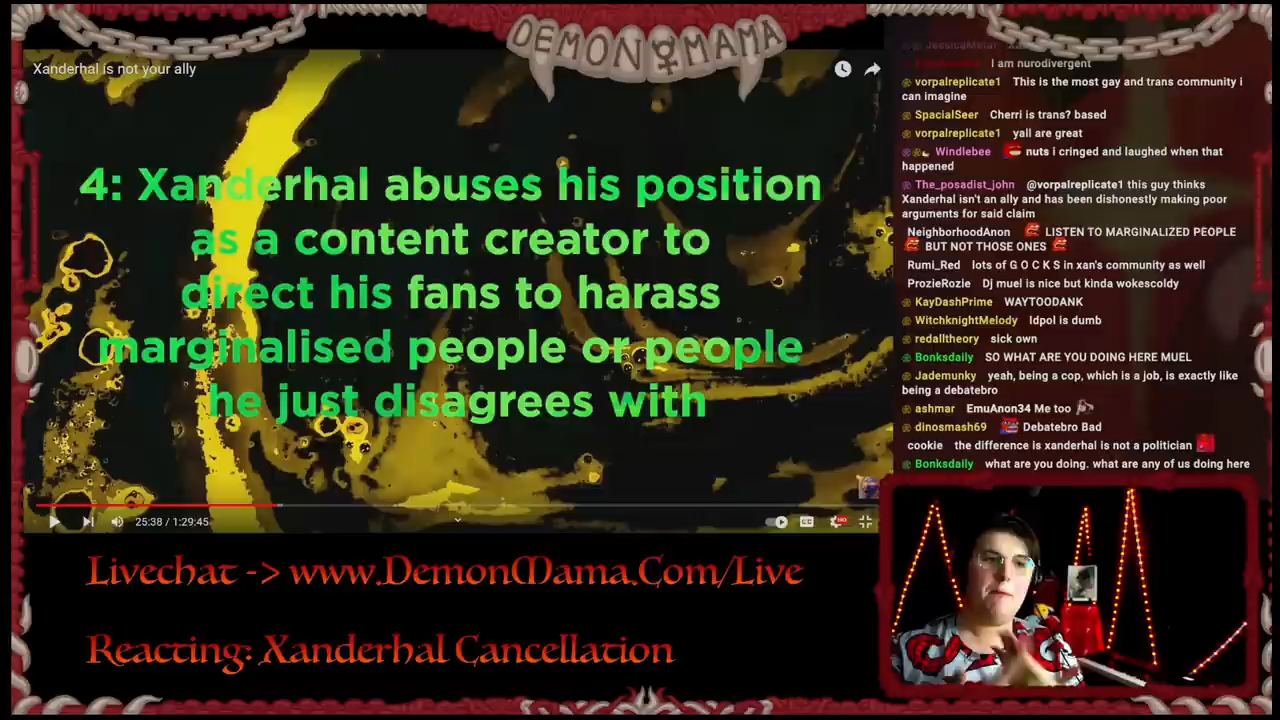 DEMON MAMA
Xanderhal is not your ally
4: Xanderhal abuses his position
as a content creator to
direct his fans to harass
marginalised people or people
he just disagrees with
25:38 / 1:29:45
CC
HD
Livechat -> www.DemonMama.Com/Live
Reacting: Xanderhal Cancellation
I am nurodivergent
vorpalreplicate1 This is the most gay and trans community i
can imagine
SpacialSeer Cherri is trans? based
vorpalreplicate1 yall are great
Windlebee nuts i cringed and laughed when that
happened
The_posadist_john @vorpalreplicate1 this guy thinks
Xanderhal isn't an ally and has been dishonestly making poor
arguments for said claim
NeighborhoodAnon LISTEN TO MARGINALIZED PEOPLE
BUT NOT THOSE ONES
Rumi_Red lots of G O C K S in xan's community as well
ProzieRozie Dj muel is nice but kinda wokescoldy
KayDashPrime WAYTOODANK
WitchknightMelody Idpol is dumb
redalltheory sick own
Bonksdaily SO WHAT ARE YOU DOING HERE MUEL
Jademunky yeah, being a cop, which is a job, is exactly like
being a debatebro
ashmar EmuAnon34 Me too
dinosmash69 Debatebro Bad
cookie the difference is xanderhal is not a politician
Bonksdaily what are you doing. what are any of us doing here